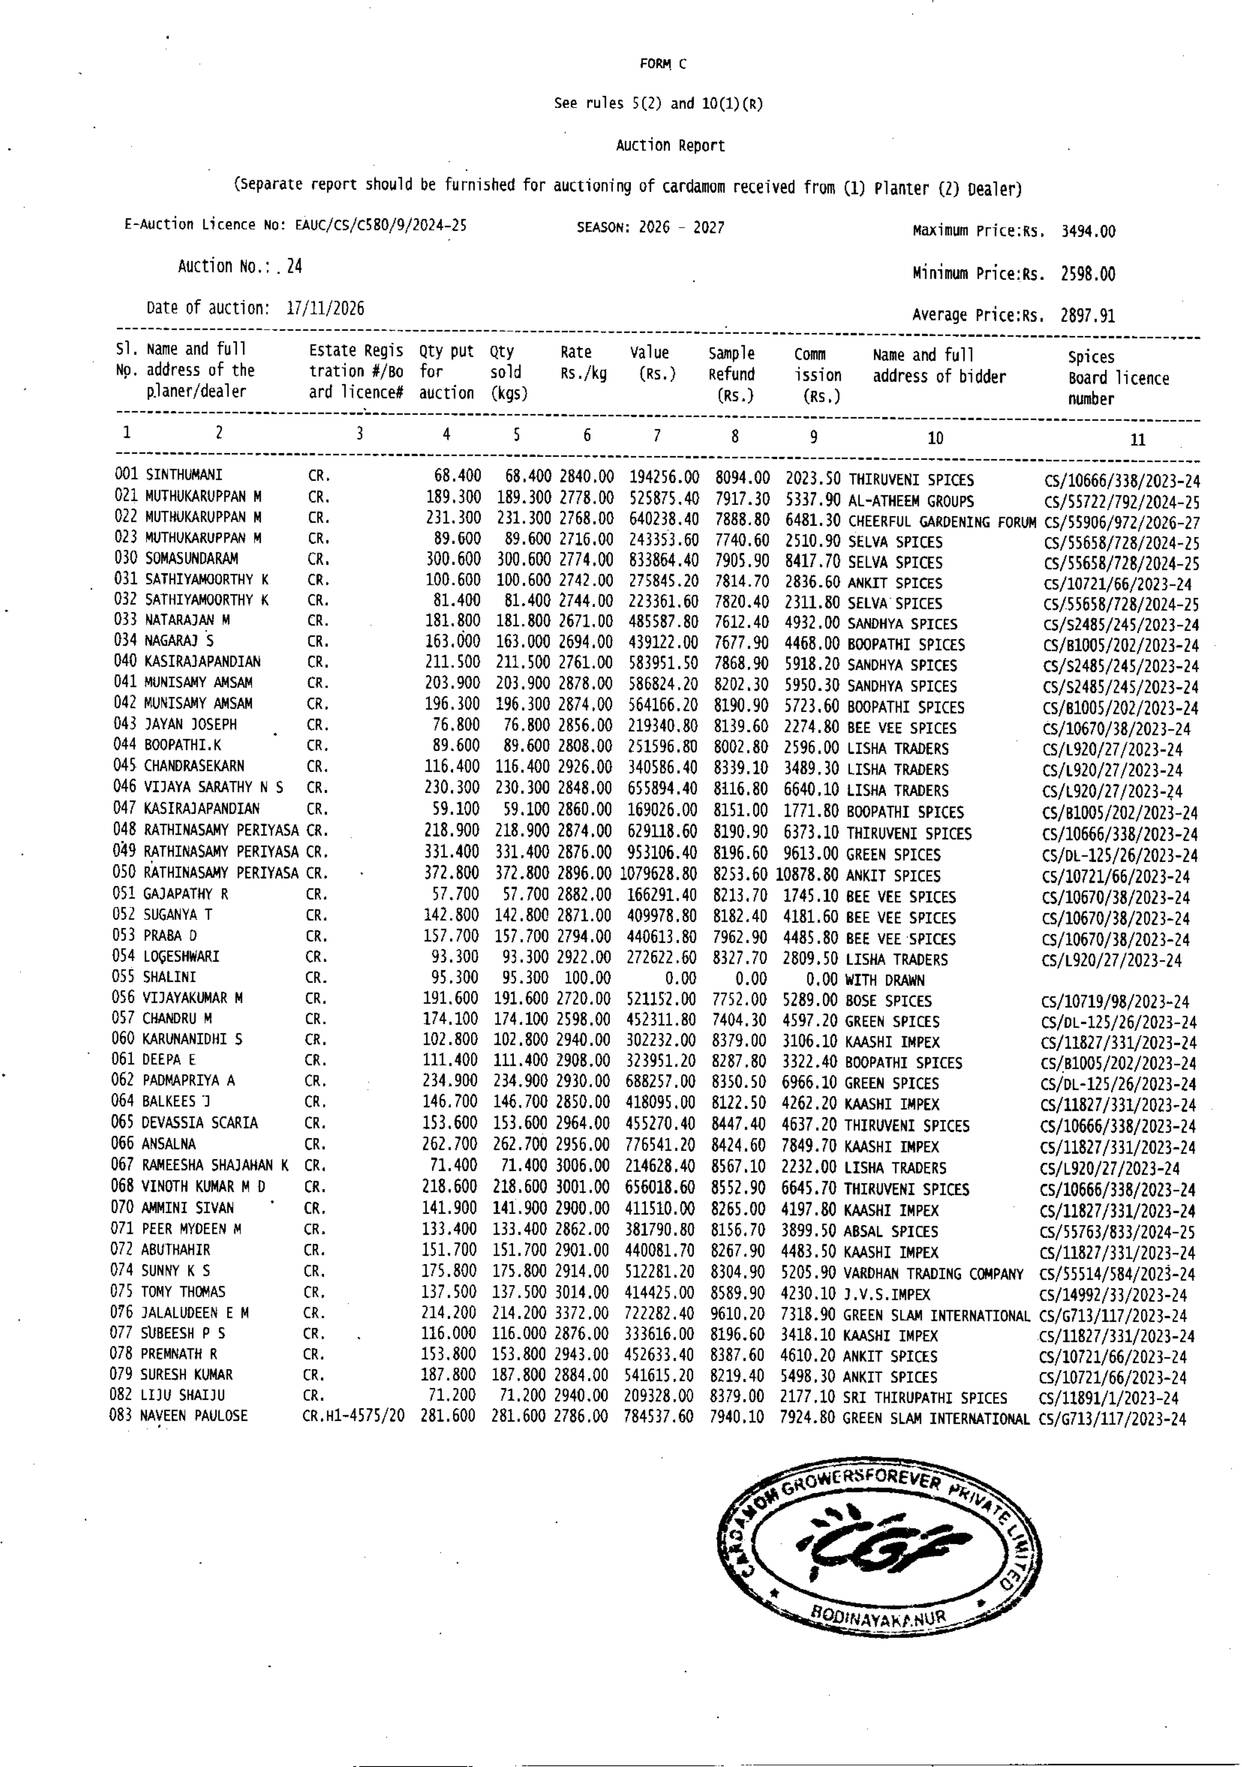 FORM C
See rules 5(2) and 10(1)(R)
Auction Report
(Separate report should be furnished for auctioning of cardamom received from (1) Planter (2) Dealer)
E-Auction Licence No: EAUC/CS/C580/9/2024-25 SEASON: 2026 - 2027 Maximum Price:Rs. 3494.00
Auction No.: 24 Minimum Price:Rs. 2598.00
Date of auction: 17/11/2026 Average Price:Rs. 2897.91
Sl. Name and full Estate Regis Qty put Qty Rate Value Sample Comm Name and full Spices
No. address of the tration #/Bo for sold Rs./kg (Rs.) Refund ission address of bidder Board licence
planer/dealer ard licence# auction (kgs) (Rs.) (Rs.) number
1 2 3 4 5 6 7 8 9 10 11
001 SINTHUMANI CR. 68.400 68.400 2840.00 194256.00 8094.00 2023.50 THIRUVENI SPICES CS/10666/338/2023-24
021 MUTHUKARUPPAN M CR. 189.300 189.300 2778.00 525875.40 7917.30 5337.90 AL-ATHEEM GROUPS CS/55722/792/2024-25
022 MUTHUKARUPPAN M CR. 231.300 231.300 2768.00 640238.40 7888.80 6481.30 CHEERFUL GARDENING FORUM CS/55906/972/2026-27
023 MUTHUKARUPPAN M CR. 89.600 89.600 2716.00 243353.60 7740.60 2510.90 SELVA SPICES CS/55658/728/2024-25
030 SOMASUNDARAM CR. 300.600 300.600 2774.00 833864.40 7905.90 8417.70 SELVA SPICES CS/55658/728/2024-25
031 SATHIYAMOORTHY K CR. 100.600 100.600 2742.00 275845.20 7814.70 2836.60 ANKIT SPICES CS/10721/66/2023-24
032 SATHIYAMOORTHY K CR. 81.400 81.400 2744.00 223361.60 7820.40 2311.80 SELVA SPICES CS/55658/728/2024-25
033 NATARAJAN M CR. 181.800 181.800 2671.00 485587.80 7612.40 4932.00 SANDHYA SPICES CS/S2485/245/2023-24
034 NAGARAJ S CR. 163.000 163.000 2694.00 439122.00 7677.90 4468.00 BOOPATHI SPICES CS/B1005/202/2023-24
040 KASIRAJAPANDIAN CR. 211.500 211.500 2761.00 583951.50 7868.90 5918.20 SANDHYA SPICES CS/S2485/245/2023-24
041 MUNISAMY AMSAM CR. 203.900 203.900 2878.00 586824.20 8202.30 5950.30 SANDHYA SPICES CS/S2485/245/2023-24
042 MUNISAMY AMSAM CR. 196.300 196.300 2874.00 564166.20 8190.90 5723.60 BOOPATHI SPICES CS/B1005/202/2023-24
043 JAYAN JOSEPH CR. 76.800 76.800 2856.00 219340.80 8139.60 2274.80 BEE VEE SPICES CS/10670/38/2023-24
044 BOOPATHI.K CR. 89.600 89.600 2808.00 251596.80 8002.80 2596.00 LISHA TRADERS CS/L920/27/2023-24
045 CHANDRASEKARN CR. 116.400 116.400 2926.00 340586.40 8339.10 3489.30 LISHA TRADERS CS/L920/27/2023-24
046 VIJAYA SARATHY N S CR. 230.300 230.300 2848.00 655894.40 8116.80 6640.10 LISHA TRADERS CS/L920/27/2023-24
047 KASIRAJAPANDIAN CR. 59.100 59.100 2860.00 169026.00 8151.00 1771.80 BOOPATHI SPICES CS/B1005/202/2023-24
048 RATHINASAMY PERIYASA CR. 218.900 218.900 2874.00 629118.60 8190.90 6373.10 THIRUVENI SPICES CS/10666/338/2023-24
049 RATHINASAMY PERIYASA CR. 331.400 331.400 2876.00 953106.40 8196.60 9613.00 GREEN SPICES CS/DL-125/26/2023-24
050 RATHINASAMY PERIYASA CR. 372.800 372.800 2896.00 1079628.80 8253.60 10878.80 ANKIT SPICES CS/10721/66/2023-24
051 GAJAPATHY R CR. 57.700 57.700 2882.00 166291.40 8213.70 1745.10 BEE VEE SPICES CS/10670/38/2023-24
052 SUGANYA T CR. 142.800 142.800 2871.00 409978.80 8182.40 4181.60 BEE VEE SPICES CS/10670/38/2023-24
053 PRABA D CR. 157.700 157.700 2794.00 440613.80 7962.90 4485.80 BEE VEE SPICES CS/10670/38/2023-24
054 LOGESHWARI CR. 93.300 93.300 2922.00 272622.60 8327.70 2809.50 LISHA TRADERS CS/L920/27/2023-24
055 SHALINI CR. 95.300 95.300 100.00 0.00 0.00 0.00 WITH DRAWN
056 VIJAYAKUMAR M CR. 191.600 191.600 2720.00 521152.00 7752.00 5289.00 BOSE SPICES CS/10719/98/2023-24
057 CHANDRU M CR. 174.100 174.100 2598.00 452311.80 7404.30 4597.20 GREEN SPICES CS/DL-125/26/2023-24
060 KARUNANIDHI S CR. 102.800 102.800 2940.00 302232.00 8379.00 3106.10 KAASHI IMPEX CS/11827/331/2023-24
061 DEEPA E CR. 111.400 111.400 2908.00 323951.20 8287.80 3322.40 BOOPATHI SPICES CS/B1005/202/2023-24
062 PADMAPRIYA A CR. 234.900 234.900 2930.00 688257.00 8350.50 6966.10 GREEN SPICES CS/DL-125/26/2023-24
064 BALKEES J CR. 146.700 146.700 2850.00 418095.00 8122.50 4262.20 KAASHI IMPEX CS/11827/331/2023-24
065 DEVASSIA SCARIA CR. 153.600 153.600 2964.00 455270.40 8447.40 4637.20 THIRUVENI SPICES CS/10666/338/2023-24
066 ANSALNA CR. 262.700 262.700 2956.00 776541.20 8424.60 7849.70 KAASHI IMPEX CS/11827/331/2023-24
067 RAMEESHA SHAJAHAN K CR. 71.400 71.400 3006.00 214628.40 8567.10 2232.00 LISHA TRADERS CS/L920/27/2023-24
068 VINOTH KUMAR M D CR. 218.600 218.600 3001.00 656018.60 8552.90 6645.70 THIRUVENI SPICES CS/10666/338/2023-24
070 AMMINI SIVAN CR. 141.900 141.900 2900.00 411510.00 8265.00 4197.80 KAASHI IMPEX CS/11827/331/2023-24
071 PEER MYDEEN M CR. 133.400 133.400 2862.00 381790.80 8156.70 3899.50 ABSAL SPICES CS/55763/833/2024-25
072 ABUTHAHIR CR. 151.700 151.700 2901.00 440081.70 8267.90 4483.50 KAASHI IMPEX CS/11827/331/2023-24
074 SUNNY K S CR. 175.800 175.800 2914.00 512281.20 8304.90 5205.90 VARDHAN TRADING COMPANY CS/55514/584/2023-24
075 TOMY THOMAS CR. 137.500 137.500 3014.00 414425.00 8589.90 4230.10 J.V.S.IMPEX CS/14992/33/2023-24
076 JALALUDEEN E M CR. 214.200 214.200 3372.00 722282.40 9610.20 7318.90 GREEN SLAM INTERNATIONAL CS/G713/117/2023-24
077 SUBEESH P S CR. 116.000 116.000 2876.00 333616.00 8196.60 3418.10 KAASHI IMPEX CS/11827/331/2023-24
078 PREMNATH R CR. 153.800 153.800 2943.00 452633.40 8387.60 4610.20 ANKIT SPICES CS/10721/66/2023-24
079 SURESH KUMAR CR. 187.800 187.800 2884.00 541615.20 8219.40 5498.30 ANKIT SPICES CS/10721/66/2023-24
082 LIJU SHAIJU CR. 71.200 71.200 2940.00 209328.00 8379.00 2177.10 SRI THIRUPATHI SPICES CS/11891/1/2023-24
083 NAVEEN PAULOSE CR.H1-4575/20 281.600 281.600 2786.00 784537.60 7940.10 7924.80 GREEN SLAM INTERNATIONAL CS/G713/117/2023-24
CARDAMOM GROWERSFOREVER PRIVATE LIMITED
CGF
BODINAYAKANUR